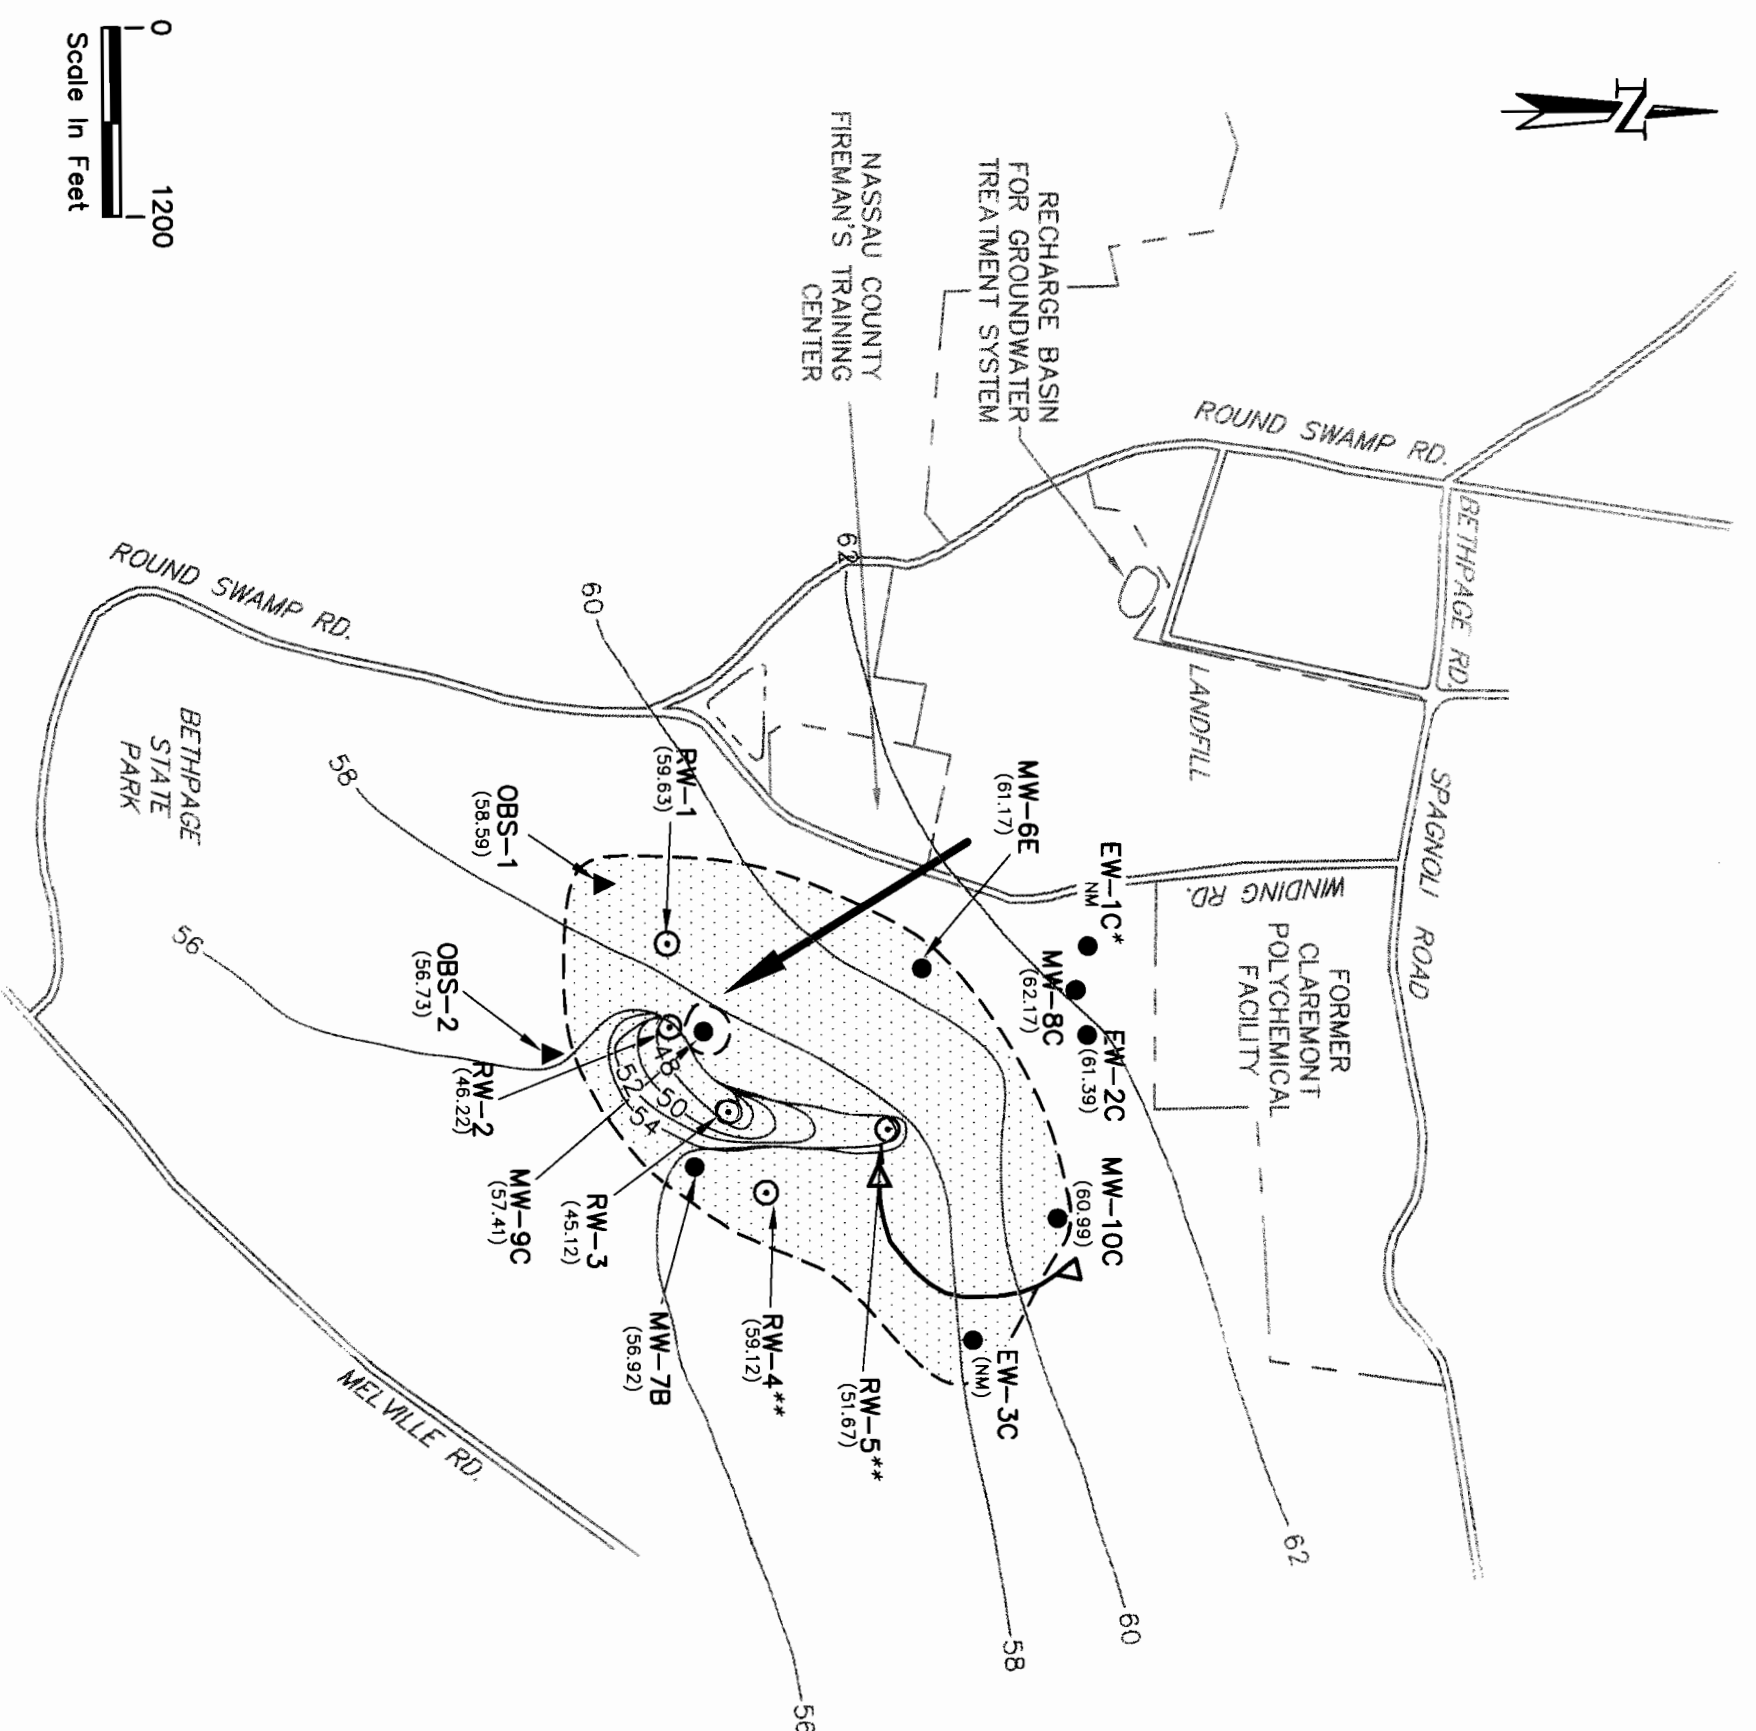 N
0
1200
Scale In Feet
RECHARGE BASIN
FOR GROUNDWATER
TREATMENT SYSTEM
NASSAU COUNTY
FIREMAN'S TRAINING
CENTER
ROUND SWAMP RD.
BETHPAGE RD.
LANDFILL
SPAGNOLI ROAD
WINDING RD.
FORMER
CLAREMONT
POLYCHEMICAL
FACILITY
ROUND SWAMP RD.
BETHPAGE
STATE
PARK
MELVILLE RD.
62
60
58
56
62
60
58
56
48
50
52
54
EW-1C*
NM
MW-6E
(61.17)
MW-8C
(62.17)
EW-2C
(61.39)
MW-10C
(60.99)
EW-3C
(NM)
RW-1
(59.63)
OBS-1
(58.59)
OBS-2
(56.73)
RW-2
(46.22)
MW-9C
(57.41)
RW-3
(45.12)
MW-7B
(56.92)
RW-4**
(59.12)
RW-5**
(51.67)